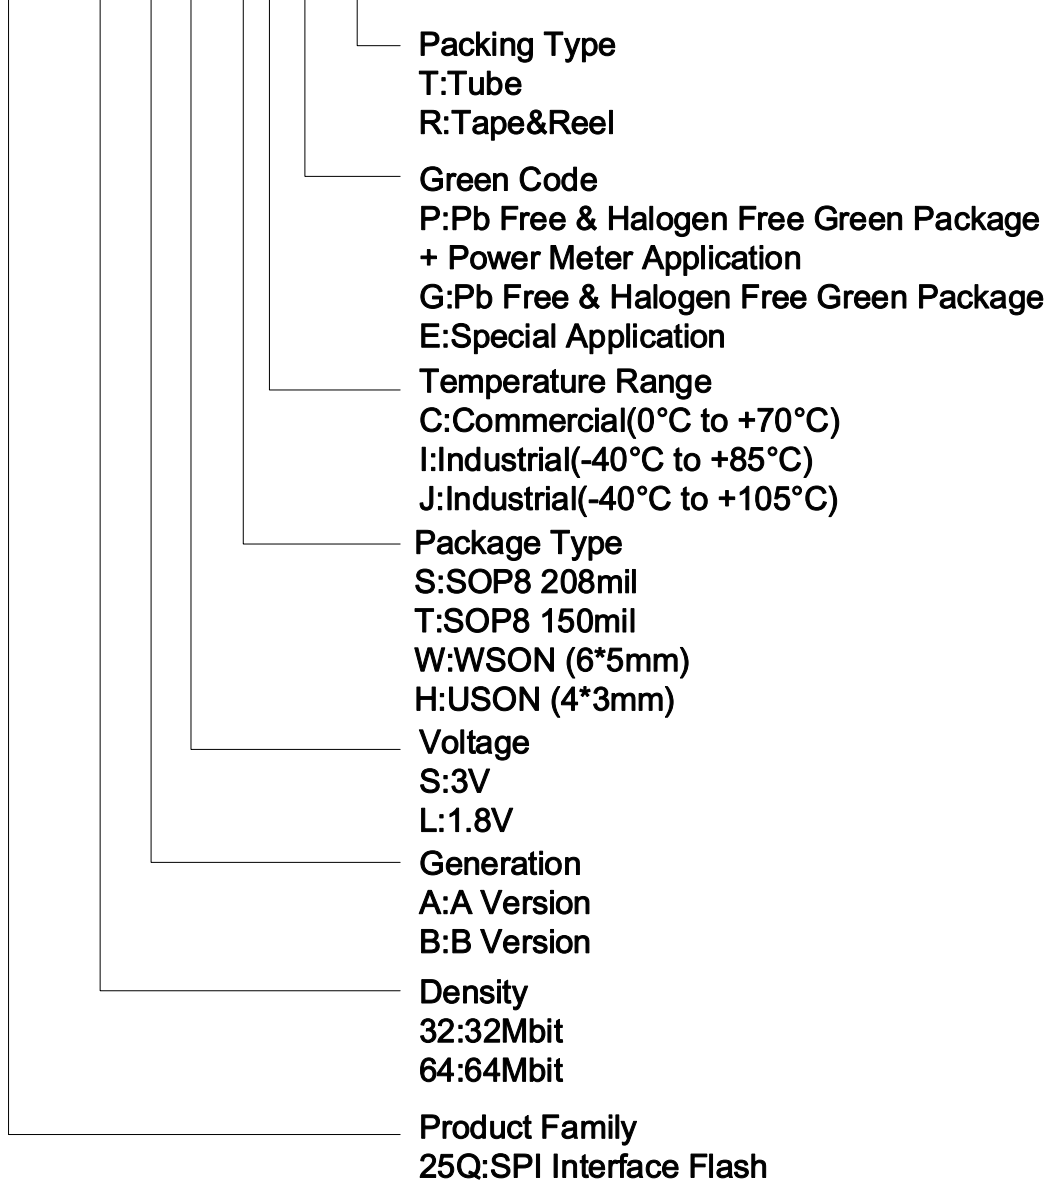 Packing Type
T:Tube
R:Tape&Reel
Green Code
P:Pb Free & Halogen Free Green Package
+ Power Meter Application
G:Pb Free & Halogen Free Green Package
E:Special Application
Temperature Range
C:Commercial(0°C to +70°C)
I:Industrial(-40°C to +85°C)
J:Industrial(-40°C to +105°C)
Package Type
S:SOP8 208mil
T:SOP8 150mil
W:WSON (6*5mm)
H:USON (4*3mm)
Voltage
S:3V
L:1.8V
Generation
A:A Version
B:B Version
Density
32:32Mbit
64:64Mbit
Product Family
25Q:SPI Interface Flash